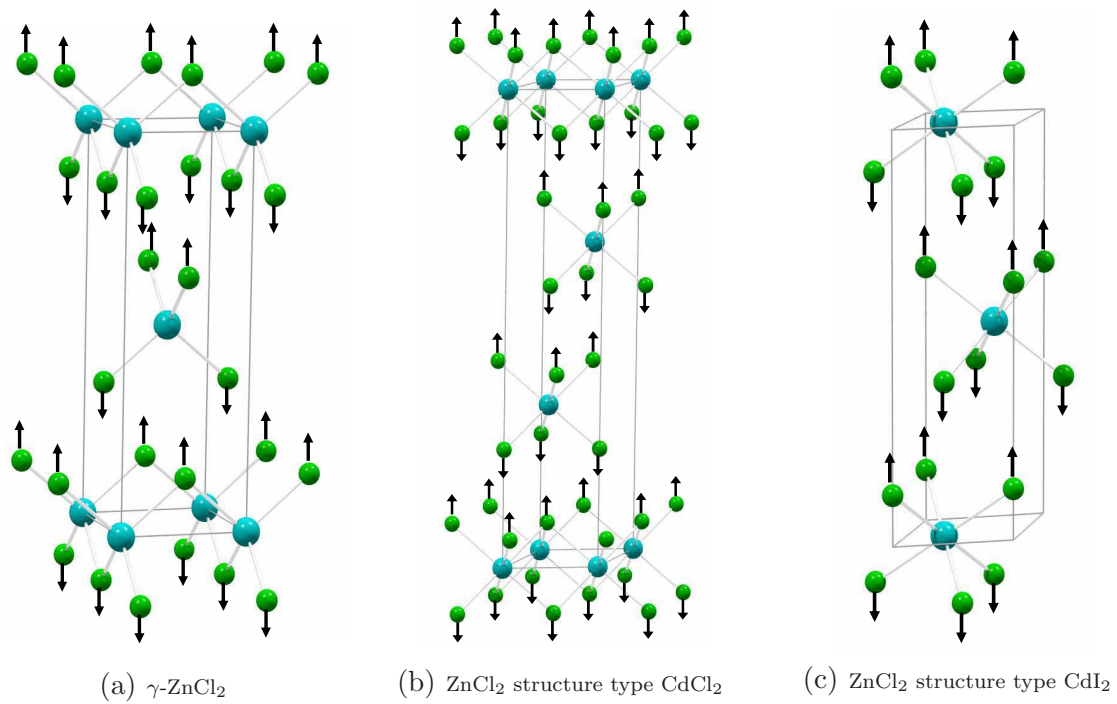 (a) γ-ZnCl₂
(b) ZnCl₂ structure type CdCl₂
(c) ZnCl₂ structure type CdI₂